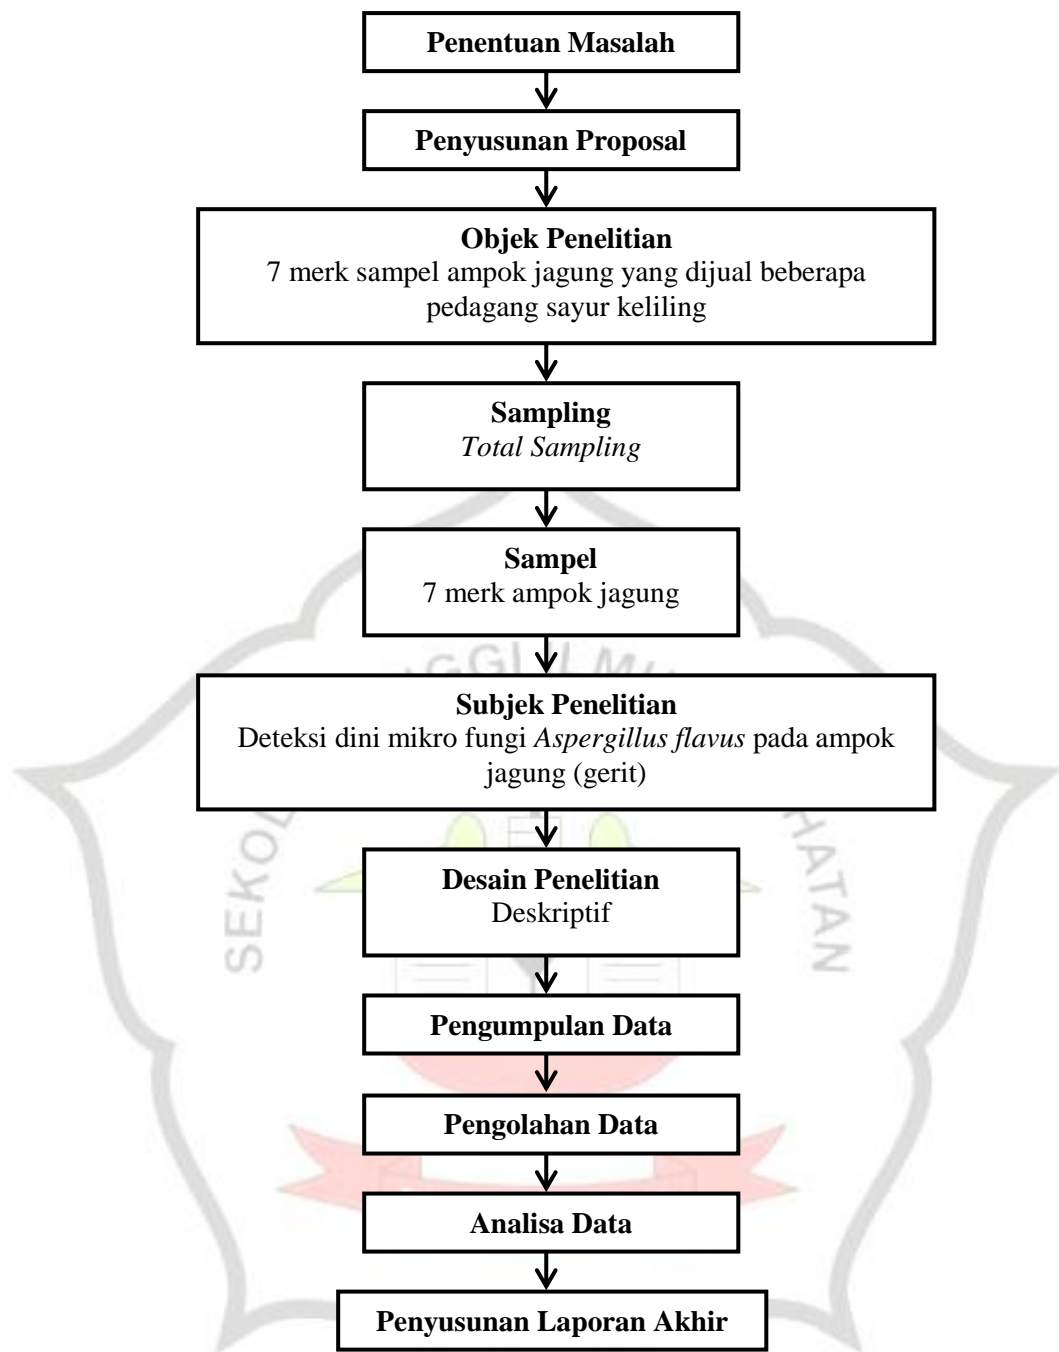 Penentuan Masalah
Penyusunan Proposal
Objek Penelitian
7 merk sampel ampok jagung yang dijual beberapa
pedagang sayur keliling
Sampling
Total Sampling
Sampel
7 merk ampok jagung
Subjek Penelitian
Deteksi dini mikro fungi Aspergillus flavus pada ampok
jagung (gerit)
Desain Penelitian
Deskriptif
Pengumpulan Data
Pengolahan Data
Analisa Data
Penyusunan Laporan Akhir